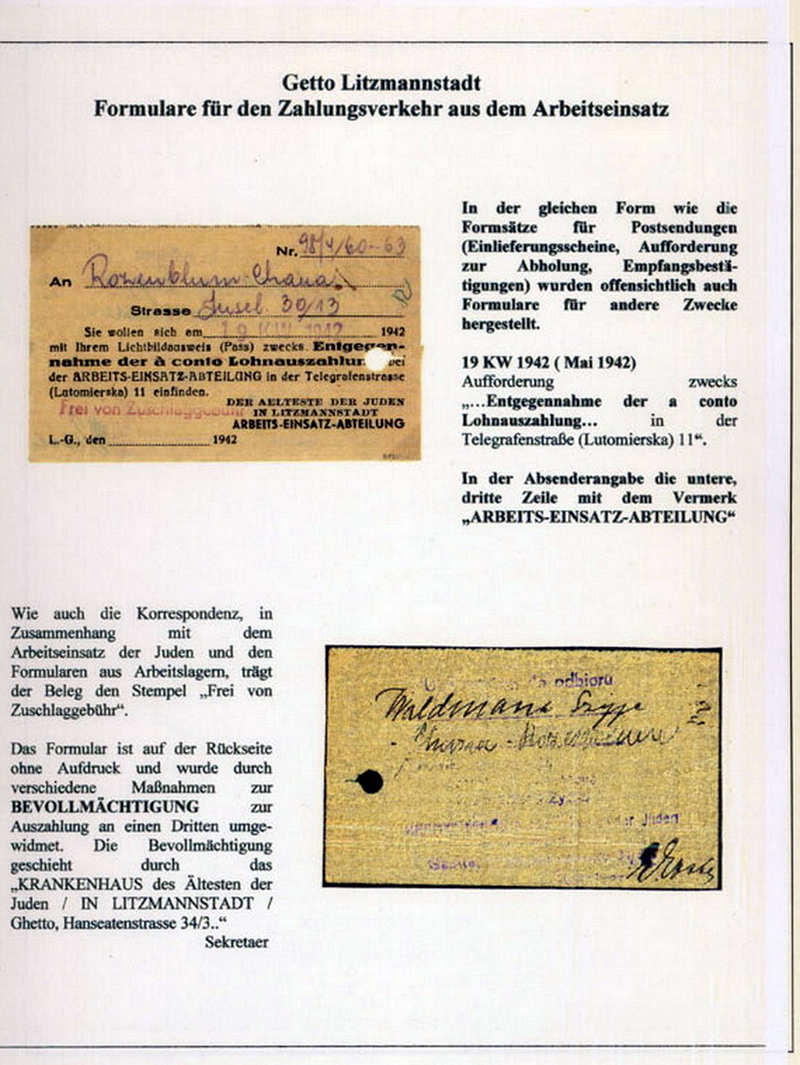 Getto Litzmannstadt
Formulare für den Zahlungsverkehr aus dem Arbeitseinsatz
Nr. 98/4/60-63
An Rozenblum Chana
Strasse Insel. 30/13
Sie wollen sich am 19 KW 1942 1942
mit Ihrem Lichtbildausweis (Pass) zwecks Entgegen-
nahme der à conto Lohnauszahlun bei
der ARBEITS-EINSATZ-ABTEILUNG in der Telegrafenstrasse
(Lutomierska) 11 einfinden.
Frei von Zuschlaggebühr
DER AELTESTE DER JUDEN
IN LITZMANNSTADT
ARBEITS-EINSATZ-ABTEILUNG
L.-G., den 1942
In der gleichen Form wie die
Formsätze für Postsendungen
(Einlieferungsscheine, Aufforderung
zur Abholung, Empfangsbestä-
tigungen) wurden offensichtlich auch
Formulare für andere Zwecke
hergestellt.
19 KW 1942 ( Mai 1942)
Aufforderung zwecks
„…Entgegennahme der a conto
Lohnauszahlung… in der
Telegrafenstraße (Lutomierska) 11“.
In der Absenderangabe die untere,
dritte Zeile mit dem Vermerk
„ARBEITS-EINSATZ-ABTEILUNG“
Wie auch die Korrespondenz, in
Zusammenhang mit dem
Arbeitseinsatz der Juden und den
Formularen aus Arbeitslagern, trägt
der Beleg den Stempel „Frei von
Zuschlaggebühr“.
Das Formular ist auf der Rückseite
ohne Aufdruck und wurde durch
verschiedene Maßnahmen zur
BEVOLLMÄCHTIGUNG zur
Auszahlung an einen Dritten umge-
widmet. Die Bevollmächtigung
geschieht durch das
„KRANKENHAUS des Ältesten der
Juden / IN LITZMANNSTADT /
Ghetto, Hanseatenstrasse 34/3..“
Sekretaer
odbioru
Waldmann
der Juden